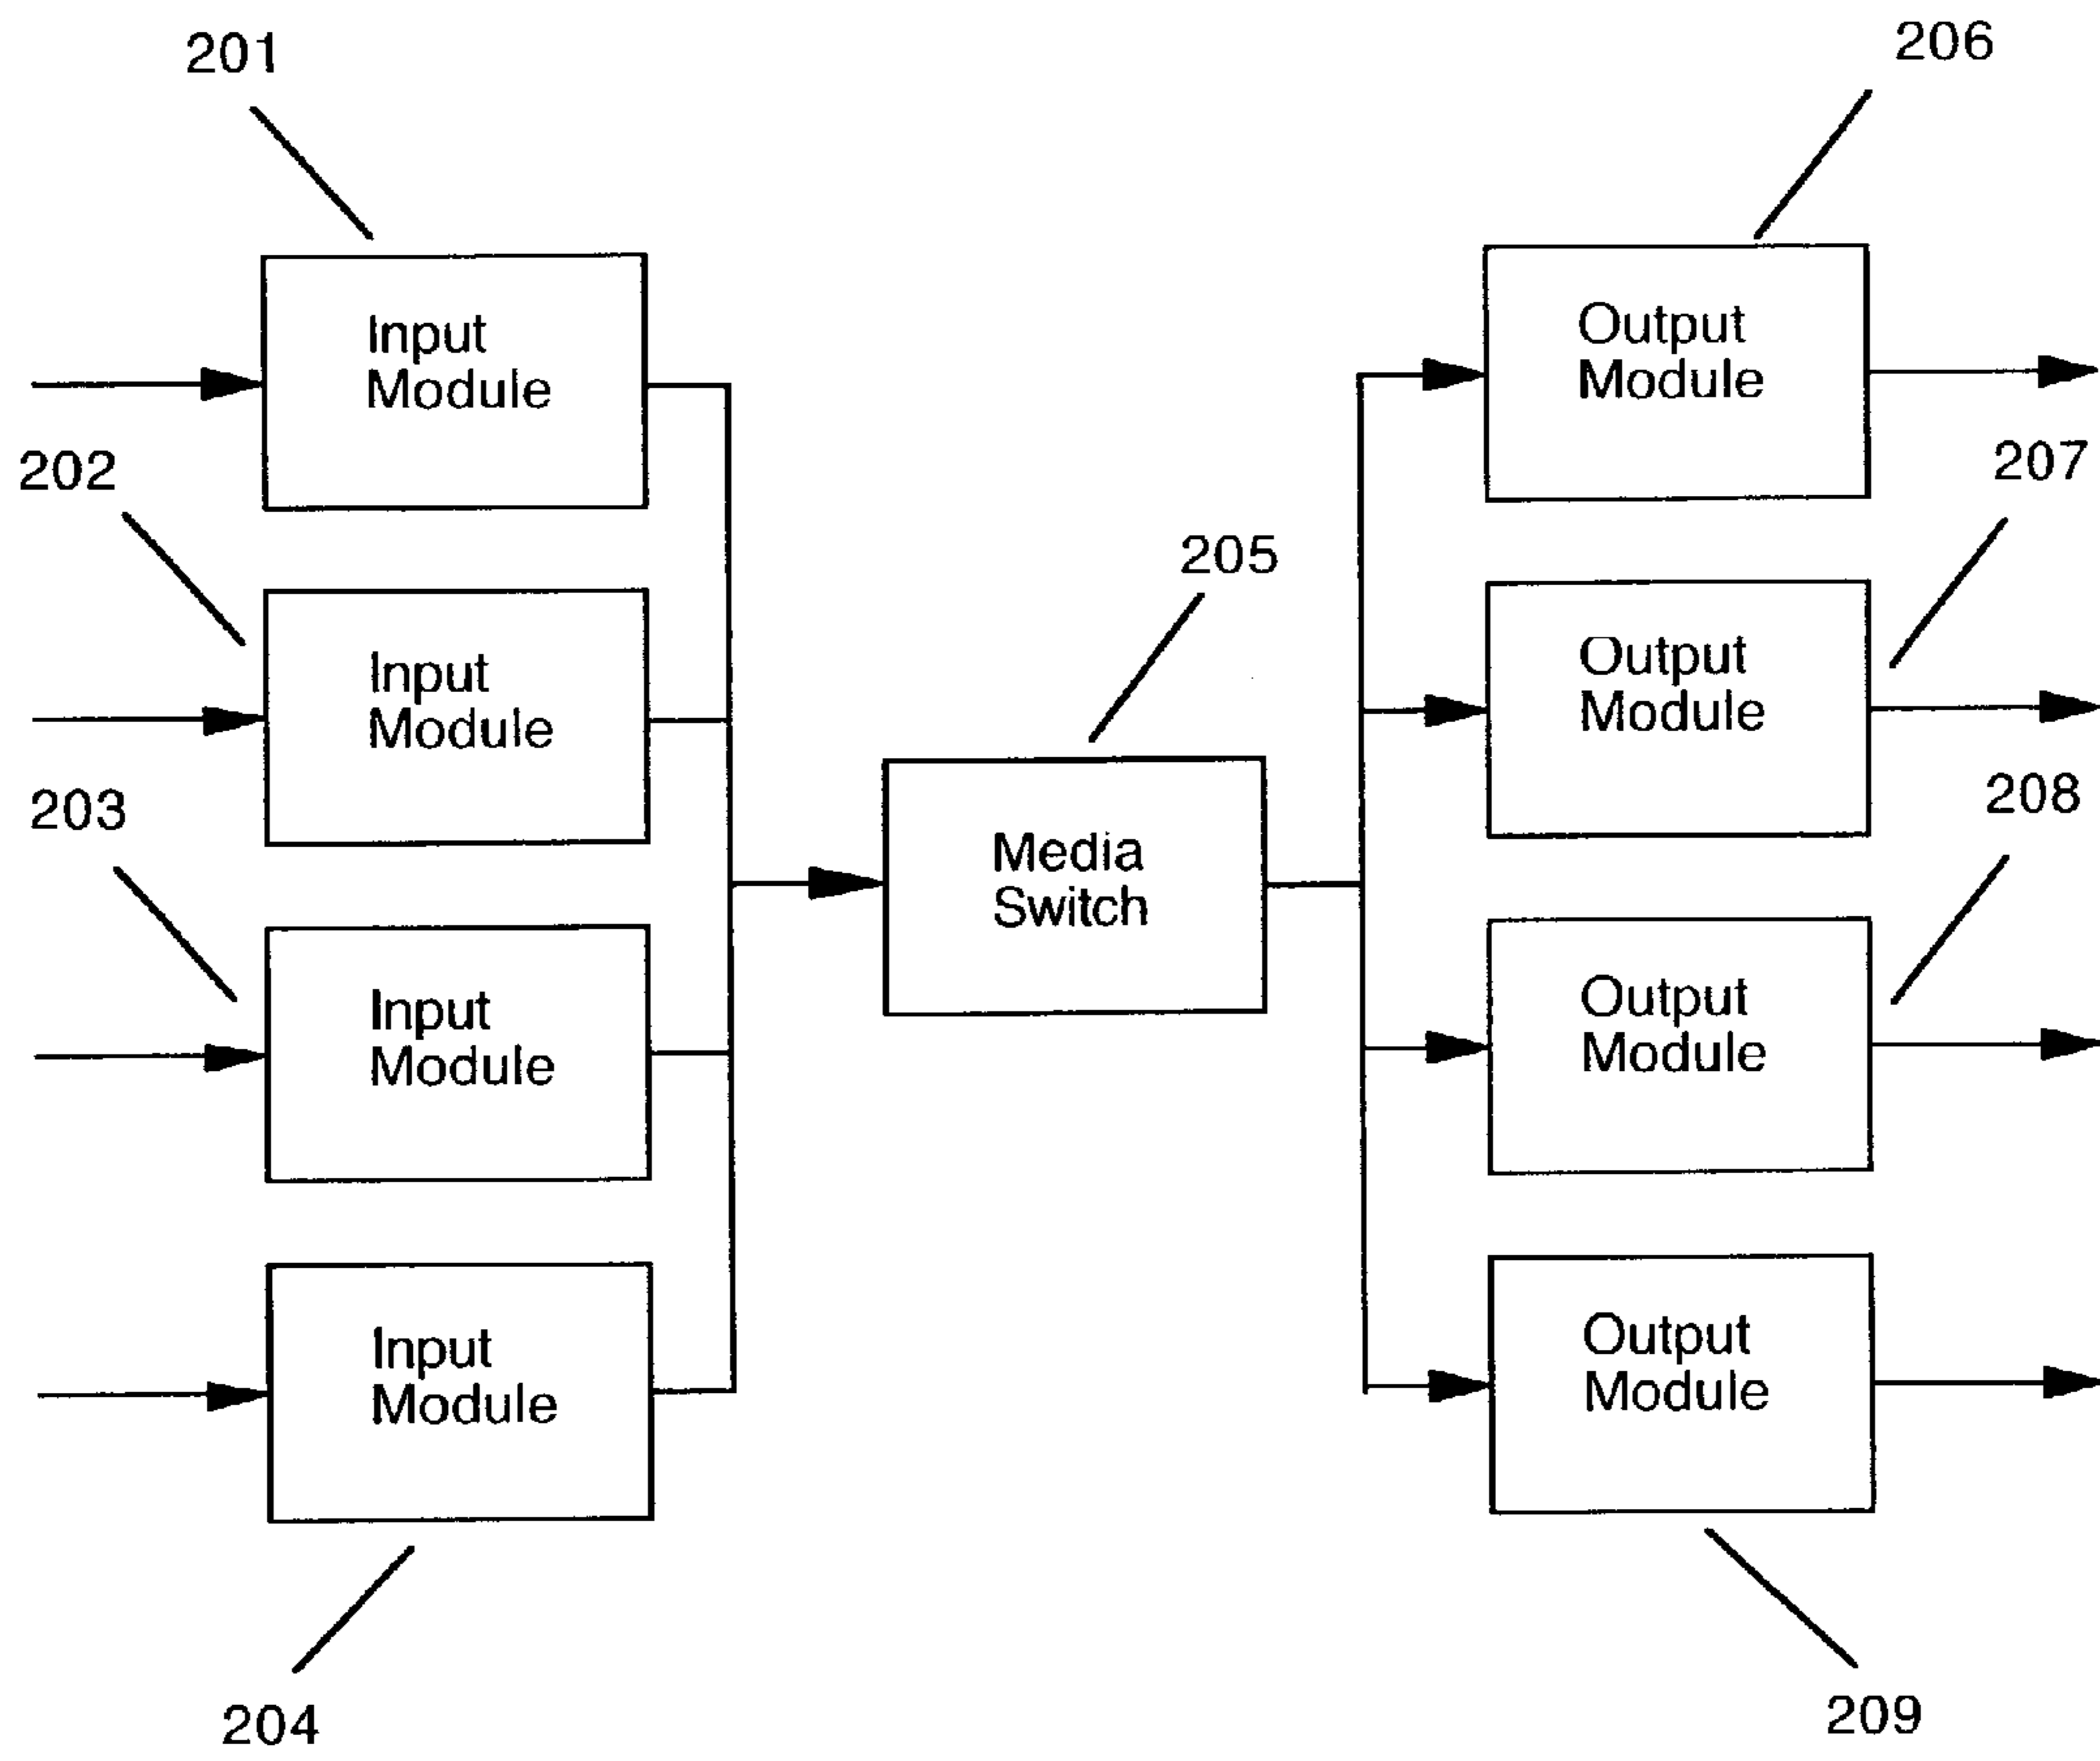 201
206
Input
Module
Output
Module
202
207
205
Input
Module
Output
Module
203
208
Media
Switch
Input
Module
Output
Module
Input
Module
Output
Module
204
209